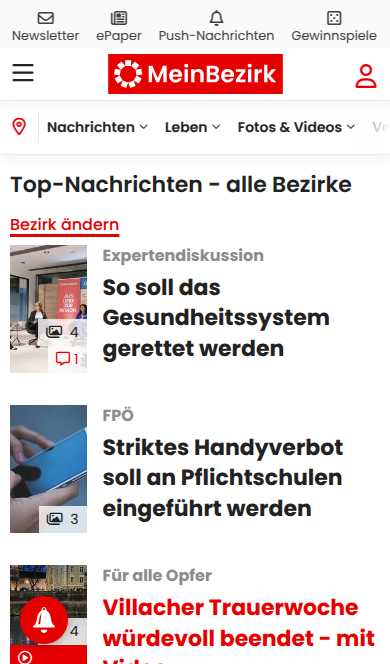 Newsletter ePaper Push-Nachrichten Gewinnspiele
MeinBezirk
Nachrichten Leben Fotos & Videos
Top-Nachrichten - alle Bezirke
Bezirk ändern
Expertendiskussion
So soll das
Gesundheitssystem
gerettet werden
4
1
FPÖ
Striktes Handyverbot
soll an Pflichtschulen
eingeführt werden
3
Für alle Opfer
Villacher Trauerwoche
würdevoll beendet - mit
4